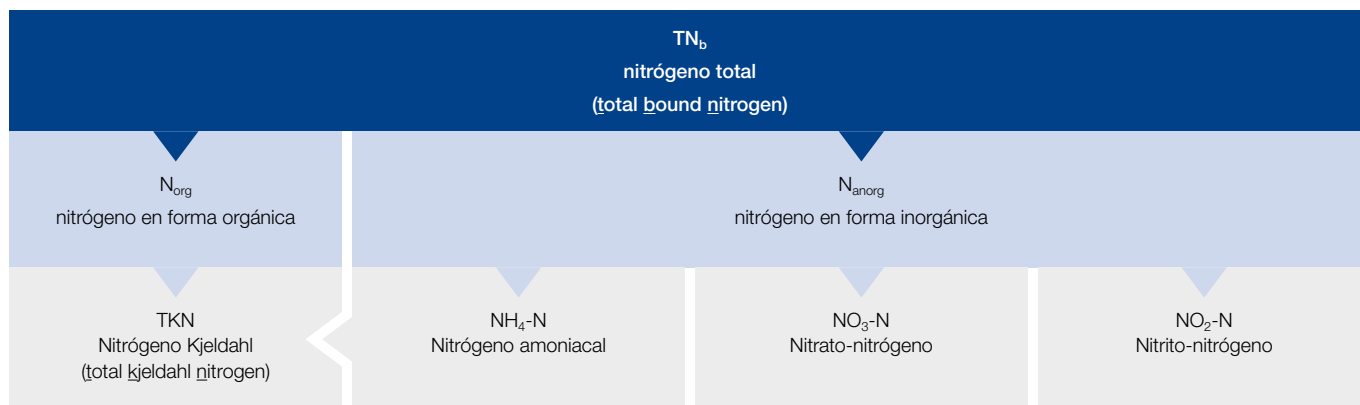 TNb
nitrógeno total
(total bound nitrogen)
Norg
nitrógeno en forma orgánica
Nanorg
nitrógeno en forma inorgánica
TKN
Nitrógeno Kjeldahl
(total kjeldahl nitrogen)
NH4-N
Nitrógeno amoniacal
NO3-N
Nitrato-nitrógeno
NO2-N
Nitrito-nitrógeno